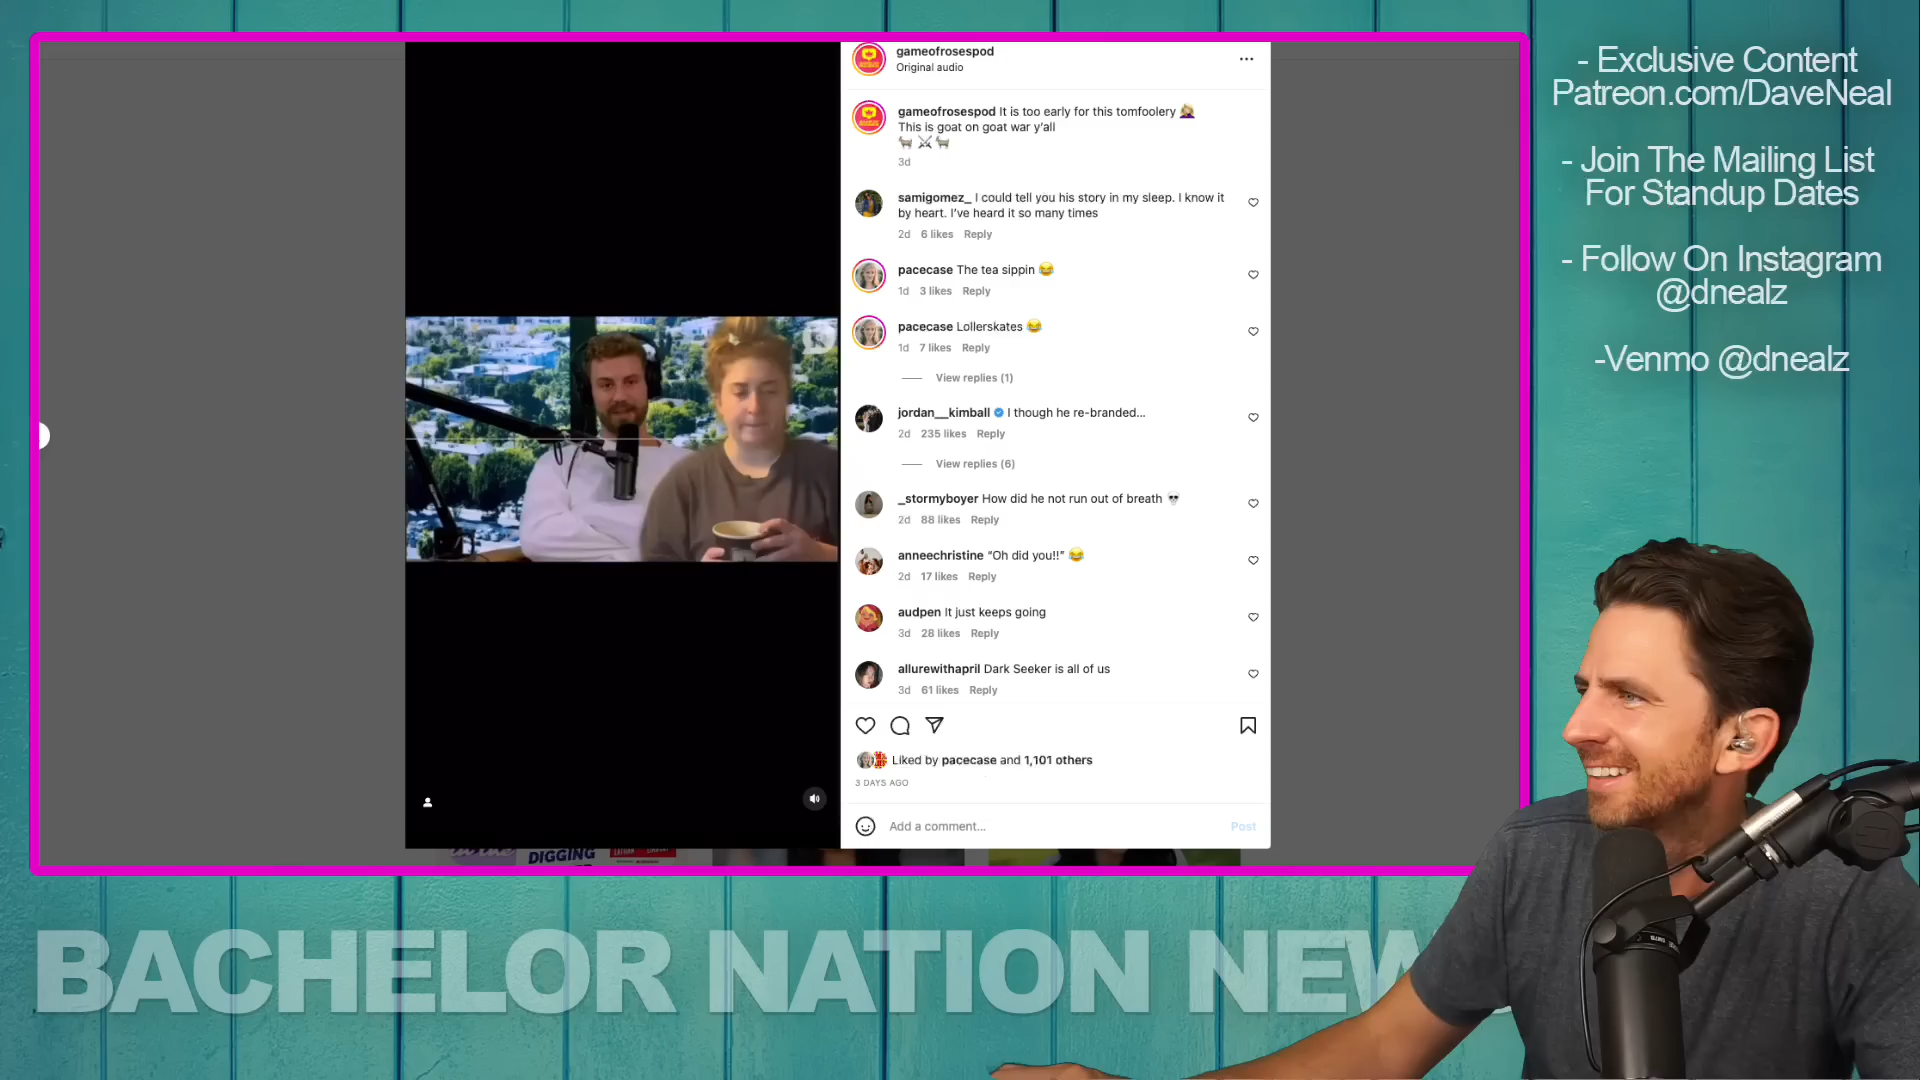 gameofrosespod
Original audio
gameofrosespod It is too early for this tomfoolery
This is goat on goat war y'all
3d
samigomez_ I could tell you his story in my sleep. I know it
by heart. I've heard it so many times
2d 6 likes Reply
pacecase The tea sippin 😂
1d 3 likes Reply
pacecase Lollerskates 😂
1d 7 likes Reply
View replies (1)
jordan__kimball I though he re-branded...
2d 235 likes Reply
View replies (6)
_stormyboyer How did he not run out of breath 💀
2d 88 likes Reply
anneechristine “Oh did you!!” 😂
2d 17 likes Reply
audpen It just keeps going
3d 28 likes Reply
allurewithapril Dark Seeker is all of us
3d 61 likes Reply
Liked by pacecase and 1,101 others
3 DAYS AGO
Add a comment...
Post
DIGGING
- Exclusive Content
Patreon.com/DaveNeal
- Join The Mailing List
For Standup Dates
- Follow On Instagram
@dnealz
-Venmo @dnealz
BACHELOR NATION NEW